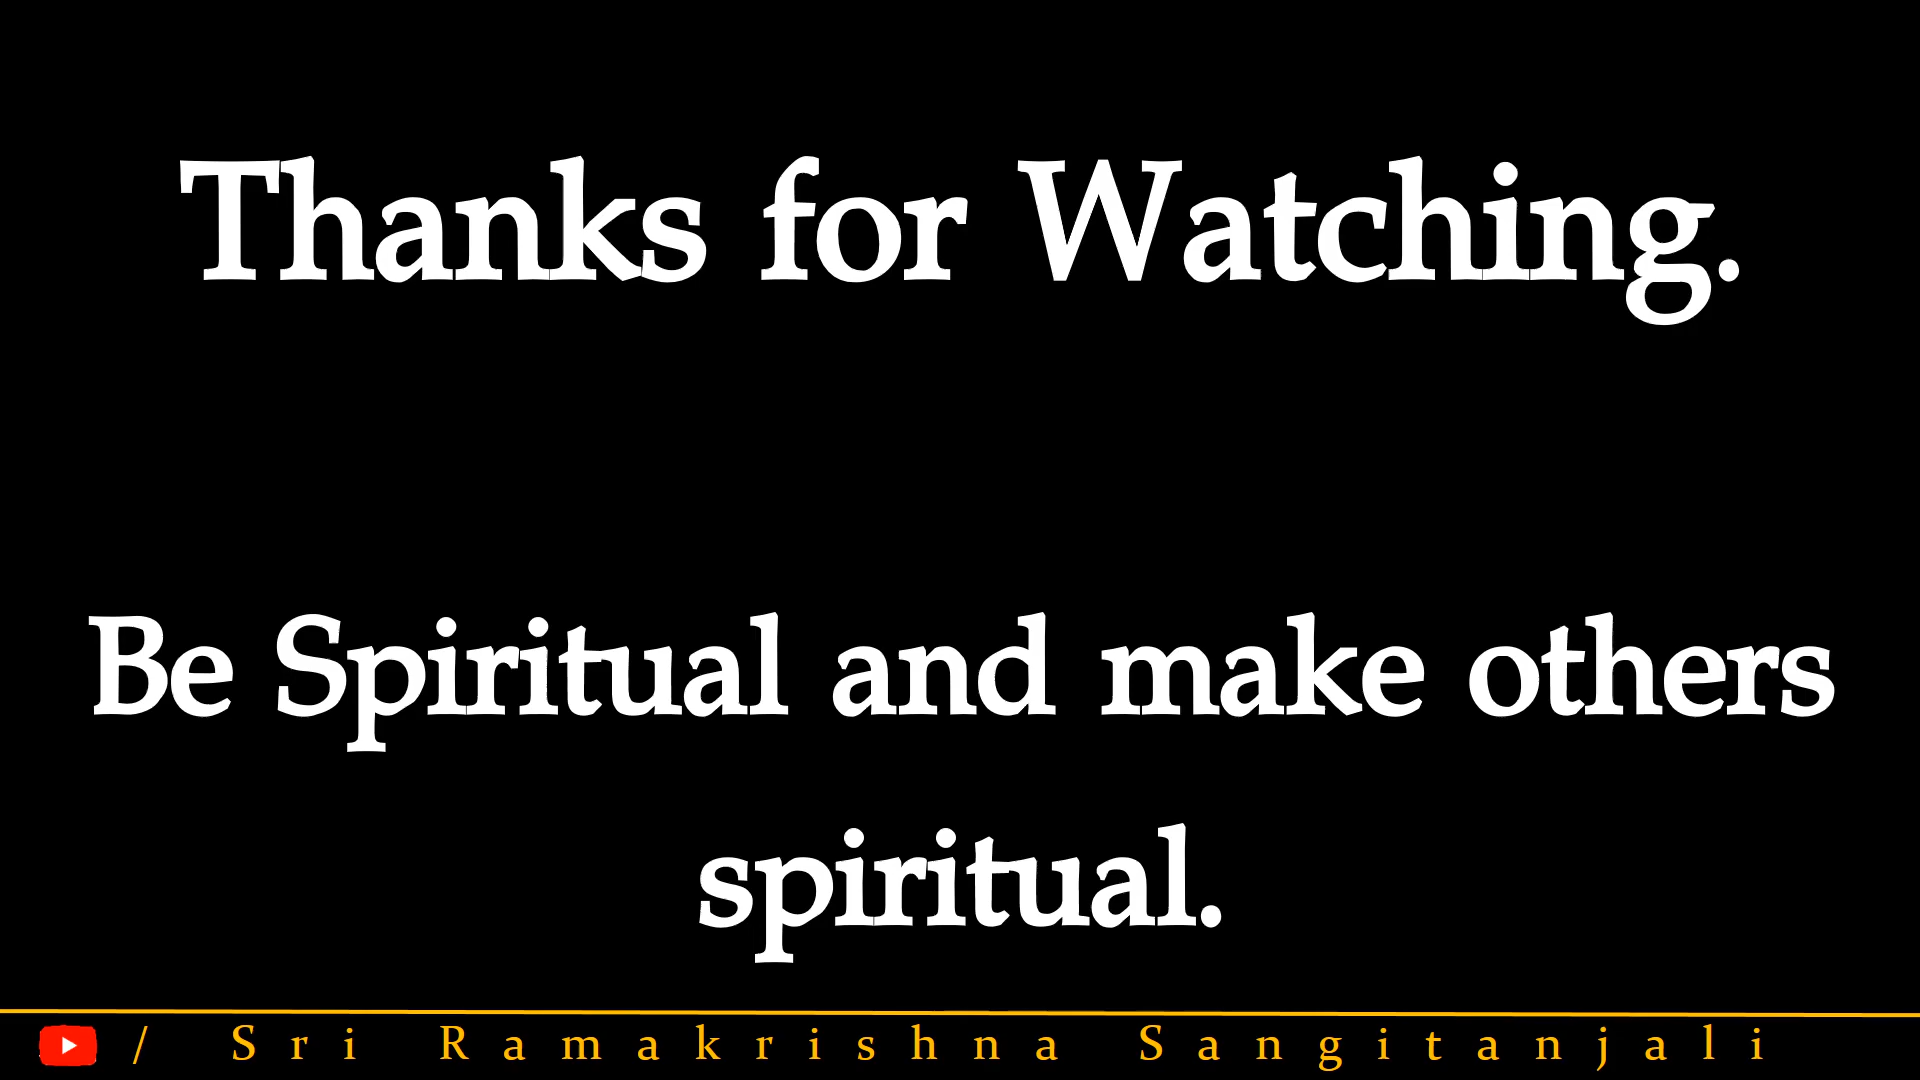 Thanks for Watching.
Be Spiritual and make others
spiritual.
/ Sri Ramakrishna Sangitanjali